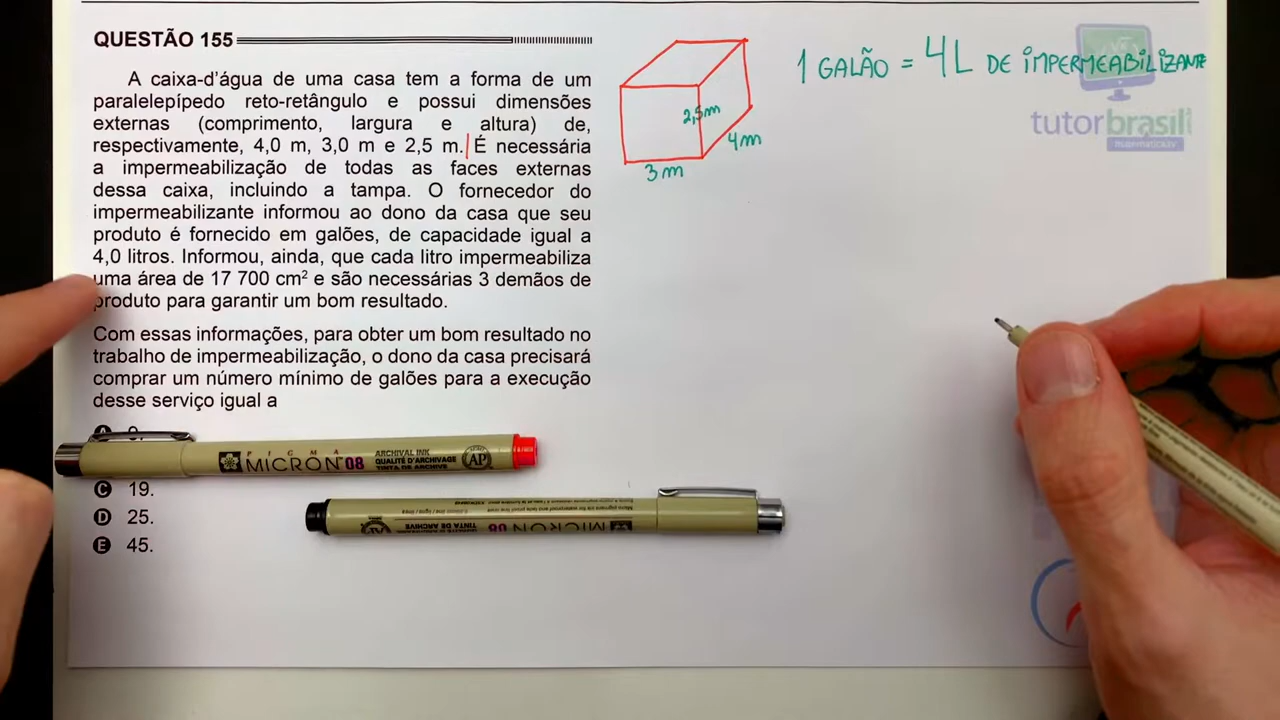 QUESTÃO 155
A caixa-d'água de uma casa tem a forma de um
paralelepípedo reto-retângulo e possui dimensões
externas (comprimento, largura e altura) de,
respectivamente, 4,0 m, 3,0 m e 2,5 m. É necessária
a impermeabilização de todas as faces externas
dessa caixa, incluindo a tampa. O fornecedor do
impermeabilizante informou ao dono da casa que seu
produto é fornecido em galões, de capacidade igual a
4,0 litros. Informou, ainda, que cada litro impermeabiliza
uma área de 17 700 cm² e são necessárias 3 demãos de
produto para garantir um bom resultado.
Com essas informações, para obter um bom resultado no
trabalho de impermeabilização, o dono da casa precisará
comprar um número mínimo de galões para a execução
desse serviço igual a
C 19.
D 25.
E 45.
2,5m
4m
3m
1 GALÃO = 4L DE IMPERMEABILIZANTE
tutorbrasil
PIGMA
MICRON 08
ARCHIVAL INK
QUALITÉ D'ARCHIVAGE
TINTA DE ARCHIVE
AP
MICRON 08
TINTA DE ARCHIVE